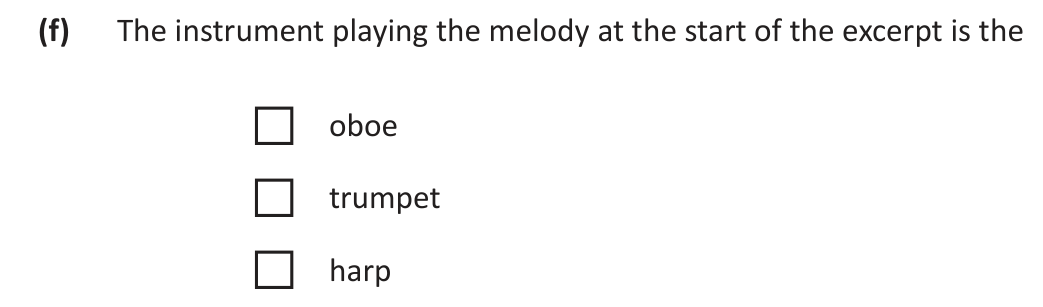 (f) The instrument playing the melody at the start of the excerpt is the
oboe
trumpet
harp